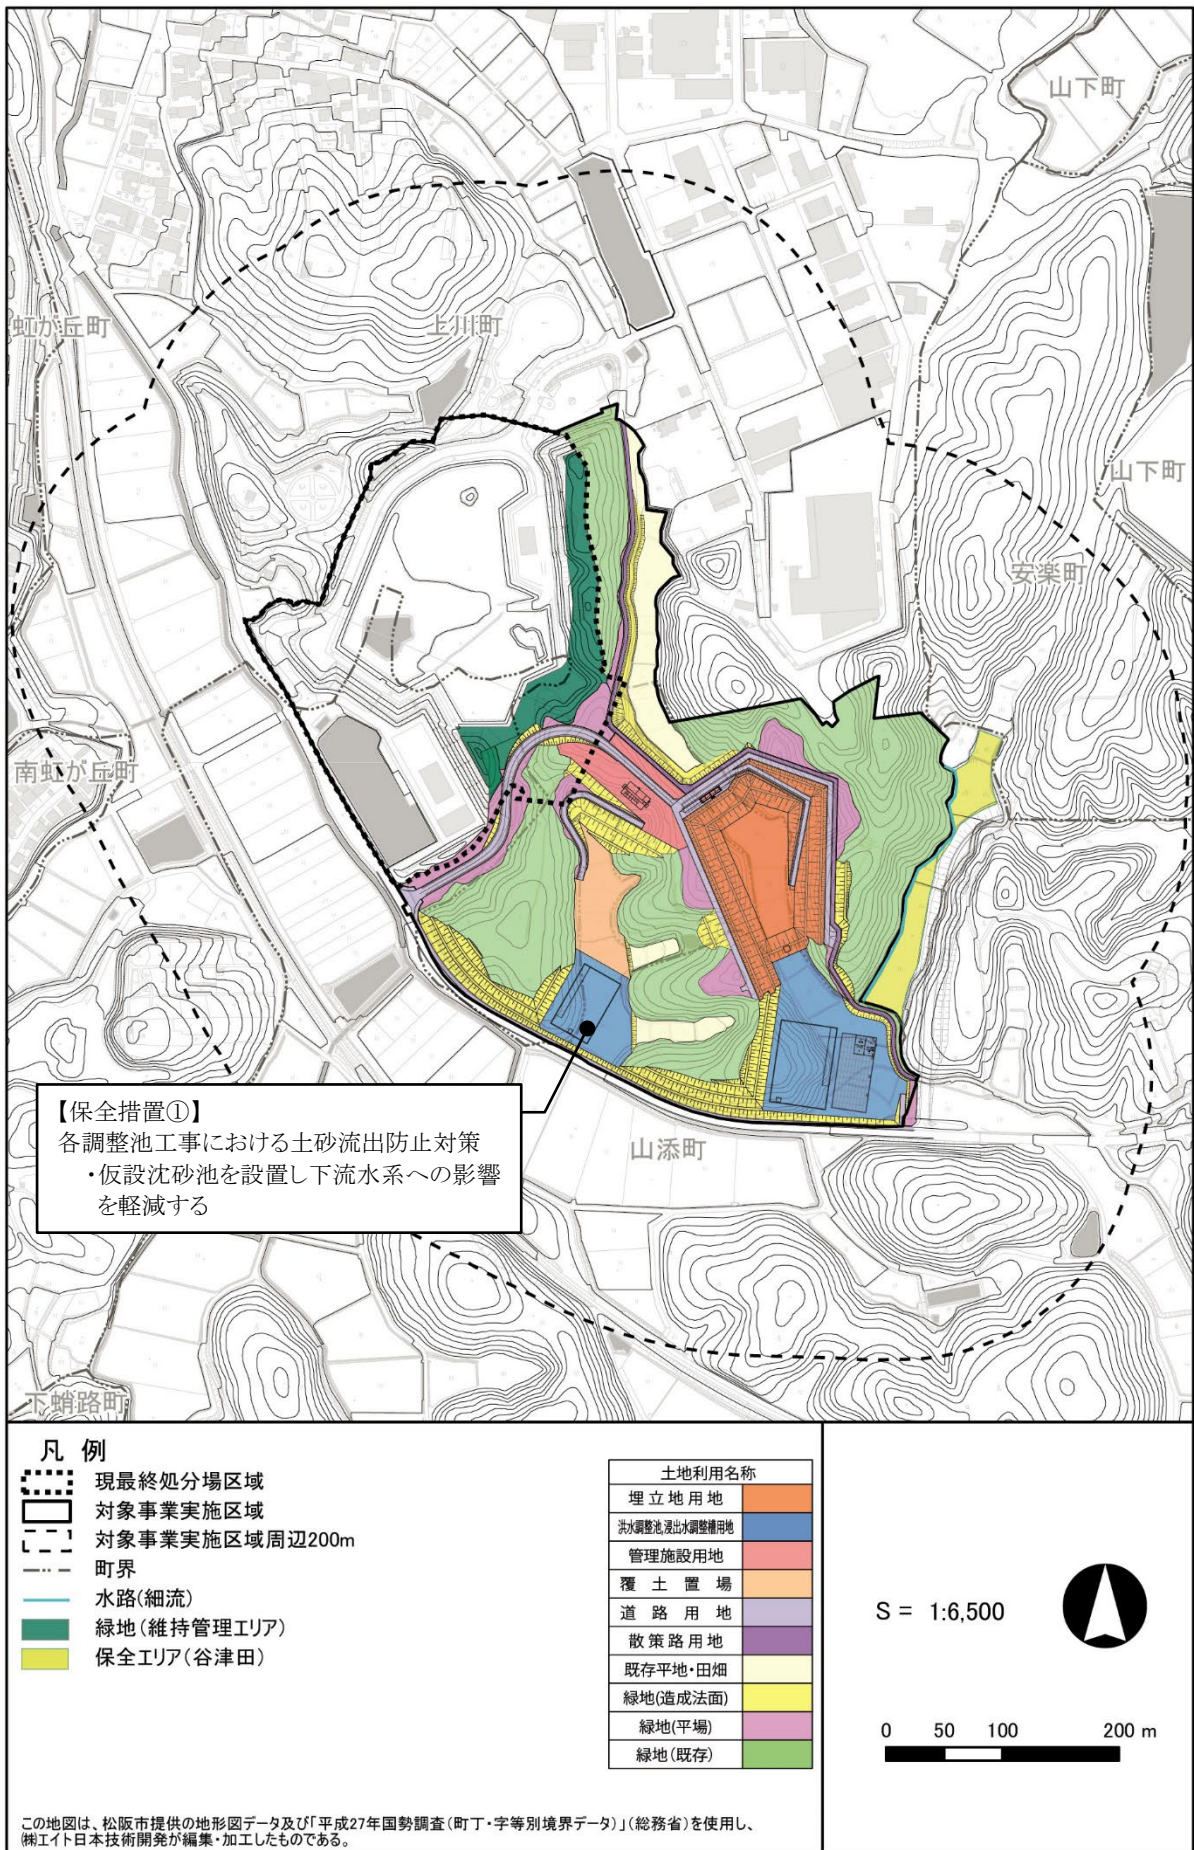 山下町
虹が丘町
上川町
山下町
安楽町
南虹が丘町
【保全措置①】
各調整池工事における土砂流出防止対策
・仮設沈砂池を設置し下流水系への影響
を軽減する
山添町
下蛸路町
凡 例
現最終処分場区域
対象事業実施区域
対象事業実施区域周辺200m
町界
水路(細流)
緑地(維持管理エリア)
保全エリア(谷津田)
土地利用名称
埋立地用地
洪水調整池,浸出水調整槽用地
管理施設用地
覆土置場
道路用地
散策路用地
既存平地・田畑
緑地(造成法面)
緑地(平場)
緑地(既存)
S = 1:6,500
0 50 100 200 m
この地図は、松阪市提供の地形図データ及び「平成27年国勢調査(町丁・字等別境界データ)」(総務省)を使用し、
㈱エイト日本技術開発が編集・加工したものである。